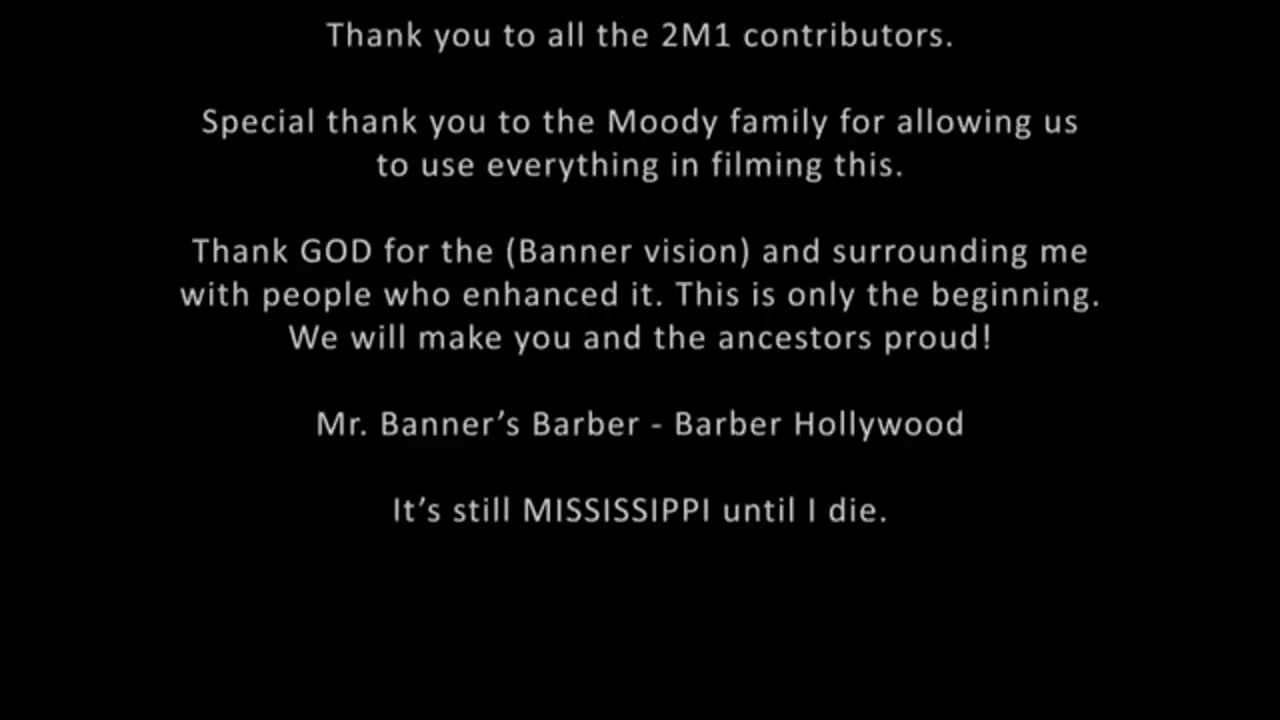 Thank you to all the 2M1 contributors.
Special thank you to the Moody family for allowing us
to use everything in filming this.
Thank GOD for the (Banner vision) and surrounding me
with people who enhanced it. This is only the beginning.
We will make you and the ancestors proud!
Mr. Banner’s Barber - Barber Hollywood
It’s still MISSISSIPPI until I die.